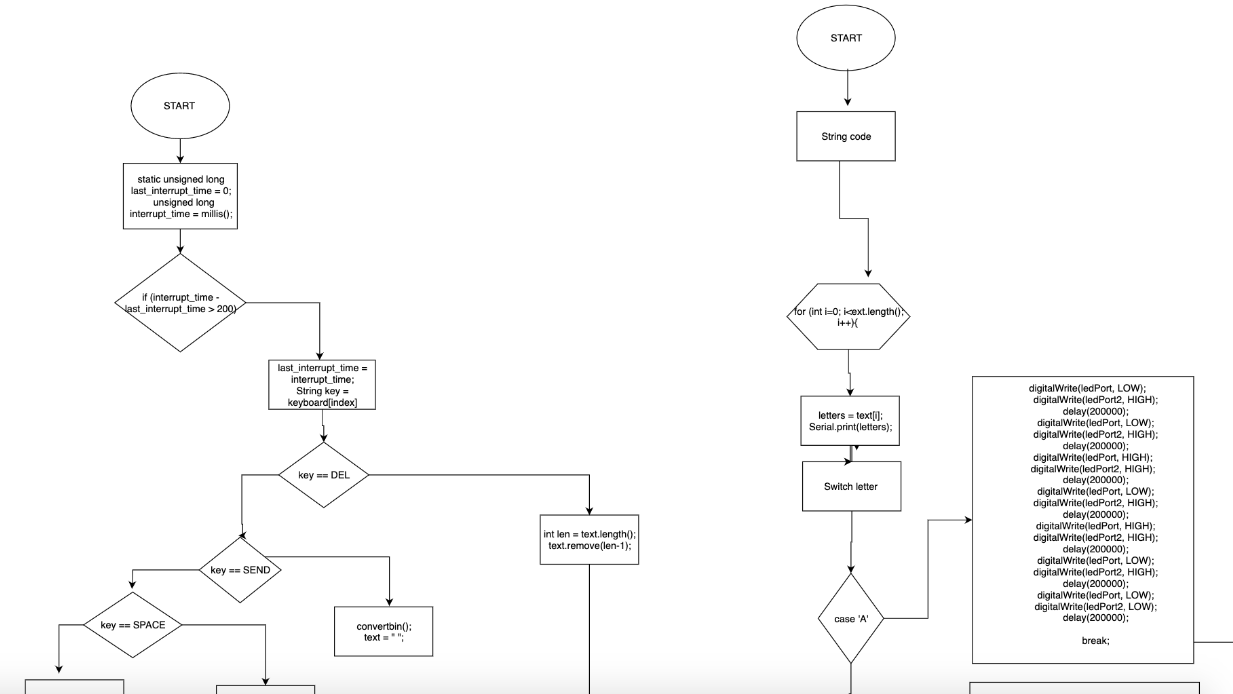 START
static unsigned long
last_interrupt_time = 0;
unsigned long
interrupt_time = millis();
if (interrupt_time -
last_interrupt_time > 200)
last_interrupt_time =
interrupt_time;
String key =
keyboard[index]
key == DEL
int len = text.length();
text.remove(len-1);
key == SEND
convertbin();
text = " ";
key == SPACE
START
String code
for (int i=0; i<ext.length();
i++){
letters = text[i];
Serial.print(letters);
Switch letter
case 'A'
digitalWrite(ledPort, LOW);
digitalWrite(ledPort2, HIGH);
delay(200000);
digitalWrite(ledPort, LOW);
digitalWrite(ledPort2, HIGH);
delay(200000);
digitalWrite(ledPort, HIGH);
digitalWrite(ledPort2, HIGH);
delay(200000);
digitalWrite(ledPort, LOW);
digitalWrite(ledPort2, HIGH);
delay(200000);
digitalWrite(ledPort, HIGH);
digitalWrite(ledPort2, HIGH);
delay(200000);
digitalWrite(ledPort, LOW);
digitalWrite(ledPort2, HIGH);
delay(200000);
digitalWrite(ledPort, LOW);
digitalWrite(ledPort2, LOW);
delay(200000);
break;